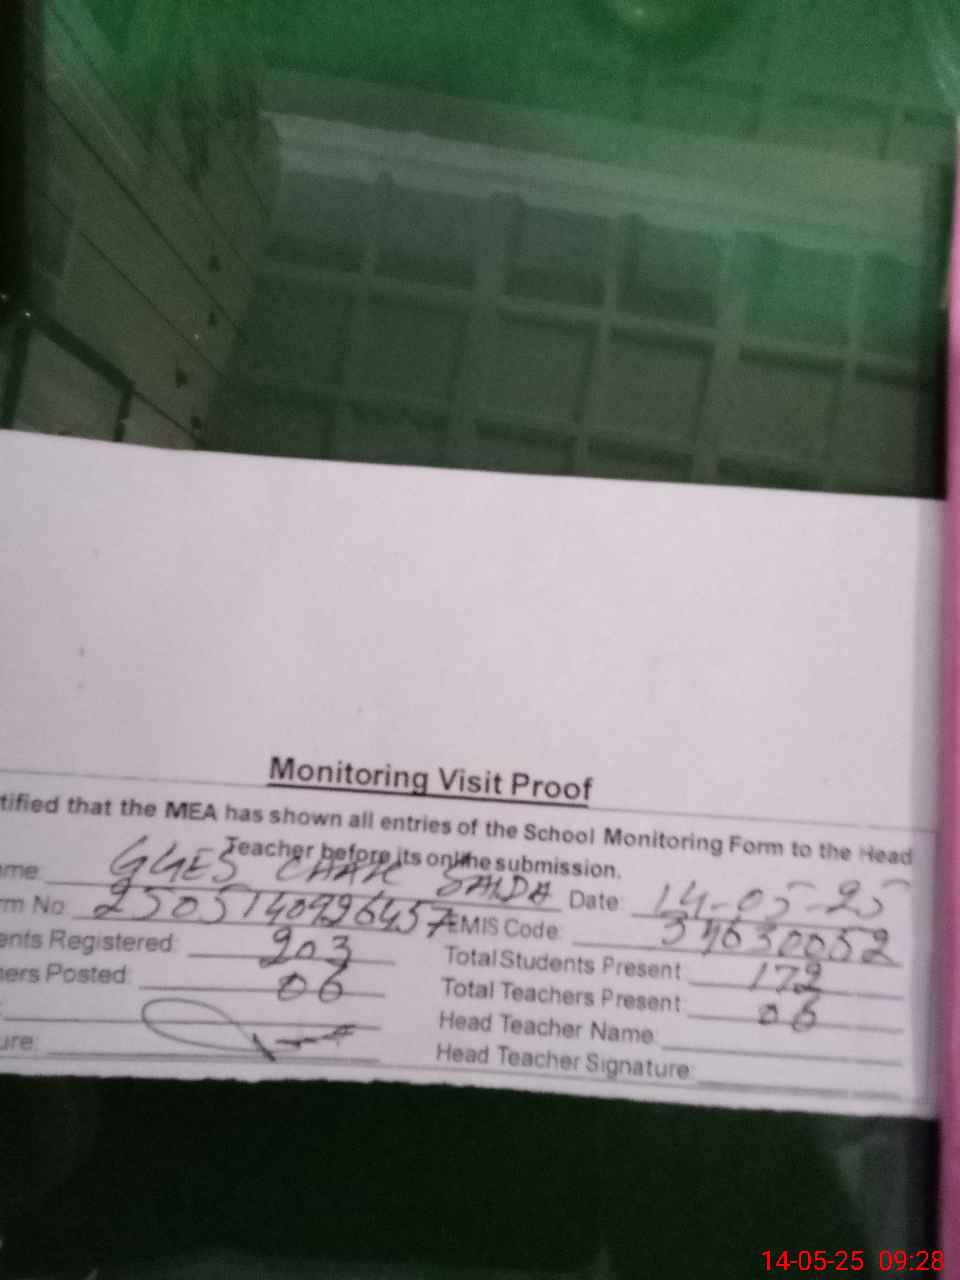 Monitoring Visit Proof
tified that the MEA has shown all entries of the School Monitoring Form to the Head
Teacher before its online submission.
me: GGES CHAK SAIDA Date: 14-05-25
rm No: 2505140996457 EMIS Code: 34630052
ents Registered: 203 Total Students Present: 172
ers Posted: 06 Total Teachers Present: 06
Head Teacher Name:
ure: Head Teacher Signature:
14-05-25 09:28